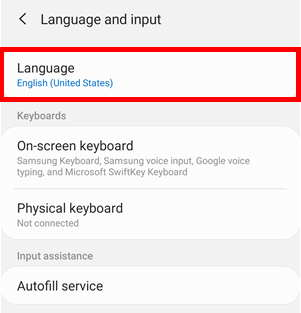 Language and input
Language
English (United States)
Keyboards
On-screen keyboard
Samsung Keyboard, Samsung voice input, Google voice
typing, and Microsoft SwiftKey Keyboard
Physical keyboard
Not connected
Input assistance
Autofill service